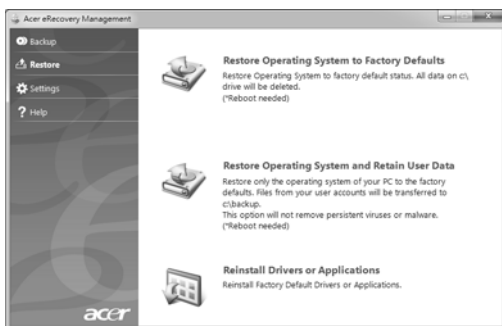 Acer eRecovery Management
Backup
Restore
Settings
? Help
Restore Operating System to Factory Defaults
Restore Operating System to factory default status. All data on c:\
drive will be deleted.
(*Reboot needed)
Restore Operating System and Retain User Data
Restore only the operating system of your PC to the factory
defaults. Files from your user accounts will be transferred to
c:\backup.
This option will not remove persistent viruses or malware.
(*Reboot needed)
Reinstall Drivers or Applications
Reinstall Factory Default Drivers or Applications.
acer